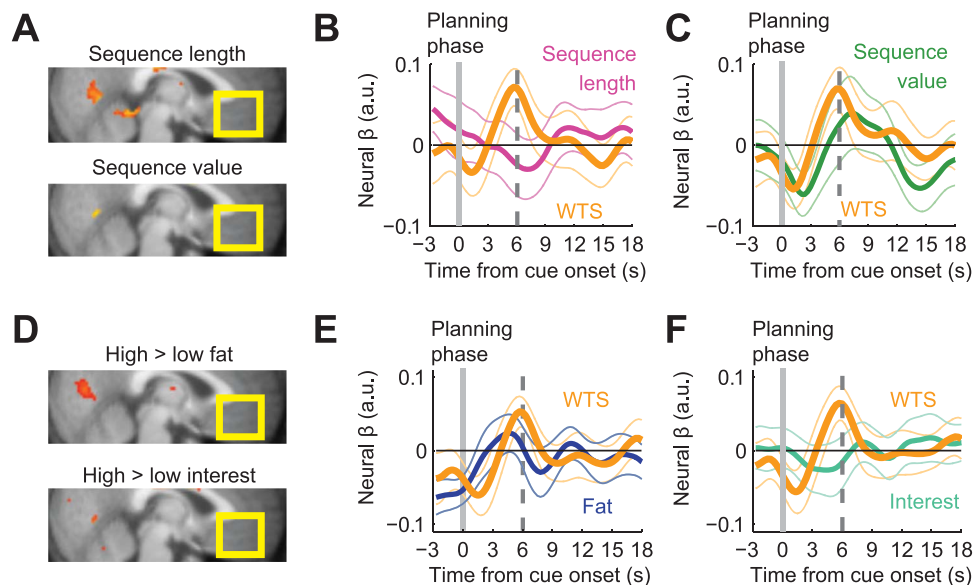 A
Sequence length
Sequence value
B
Planning
phase
Sequence
length
WTS
Neural β (a.u.)
0.1
0
−0.1
−3 0 3 6 9 12 15 18
Time from cue onset (s)
C
Planning
phase
Sequence
value
WTS
Neural β (a.u.)
0.1
0
−0.1
−3 0 3 6 9 12 15 18
Time from cue onset (s)
D
High > low fat
High > low interest
E
Planning
phase
WTS
Fat
Neural β (a.u.)
0.1
0
−0.1
−3 0 3 6 9 12 15 18
Time from cue onset (s)
F
Planning
phase
WTS
Interest
Neural β (a.u.)
0.1
0
−0.1
−3 0 3 6 9 12 15 18
Time from cue onset (s)